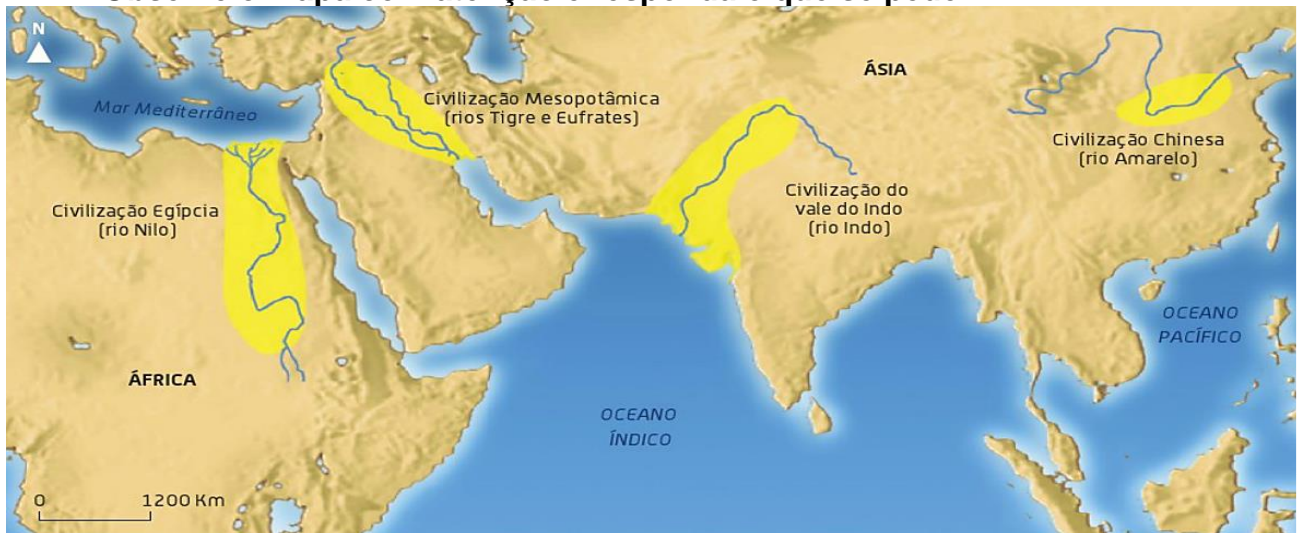 N
Mar Mediterrâneo
Civilização Mesopotâmica
(rios Tigre e Eufrates)
ÁSIA
Civilização Chinesa
(rio Amarelo)
Civilização Egípcia
(rio Nilo)
Civilização do
vale do Indo
(rio Indo)
OCEANO
PACÍFICO
ÁFRICA
OCEANO
ÍNDICO
0 1200 Km